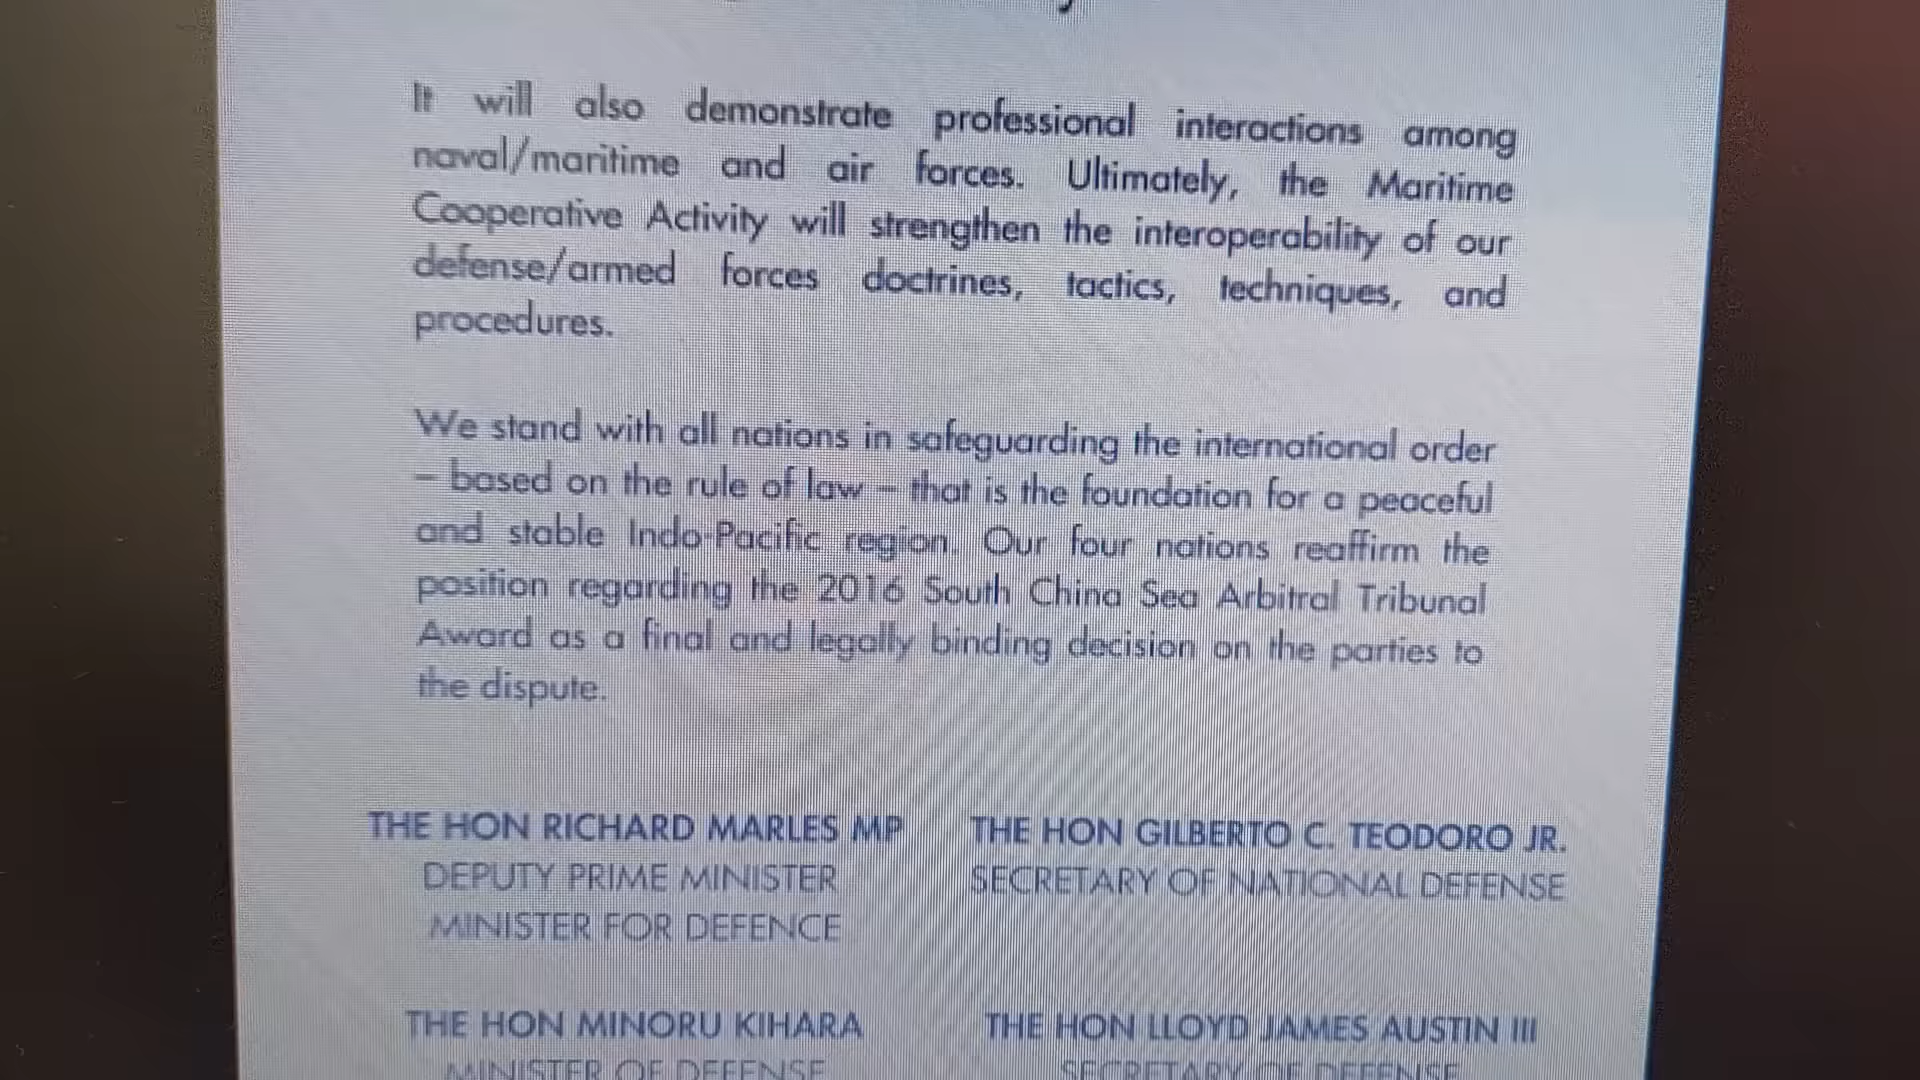 It will also demonstrate professional interactions among
naval/maritime and air forces. Ultimately, the Maritime
Cooperative Activity will strengthen the interoperability of our
defense/armed forces doctrines, tactics, techniques, and
procedures.
We stand with all nations in safeguarding the international order
– based on the rule of law – that is the foundation for a peaceful
and stable Indo-Pacific region. Our four nations reaffirm the
position regarding the 2016 South China Sea Arbitral Tribunal
Award as a final and legally binding decision on the parties to
the dispute.
THE HON RICHARD MARLES MP
DEPUTY PRIME MINISTER
MINISTER FOR DEFENCE
THE HON GILBERTO C. TEODORO JR.
SECRETARY OF NATIONAL DEFENSE
THE HON MINORU KIHARA
MINISTER OF DEFENSE
THE HON LLOYD JAMES AUSTIN III
SECRETARY OF DEFENSE